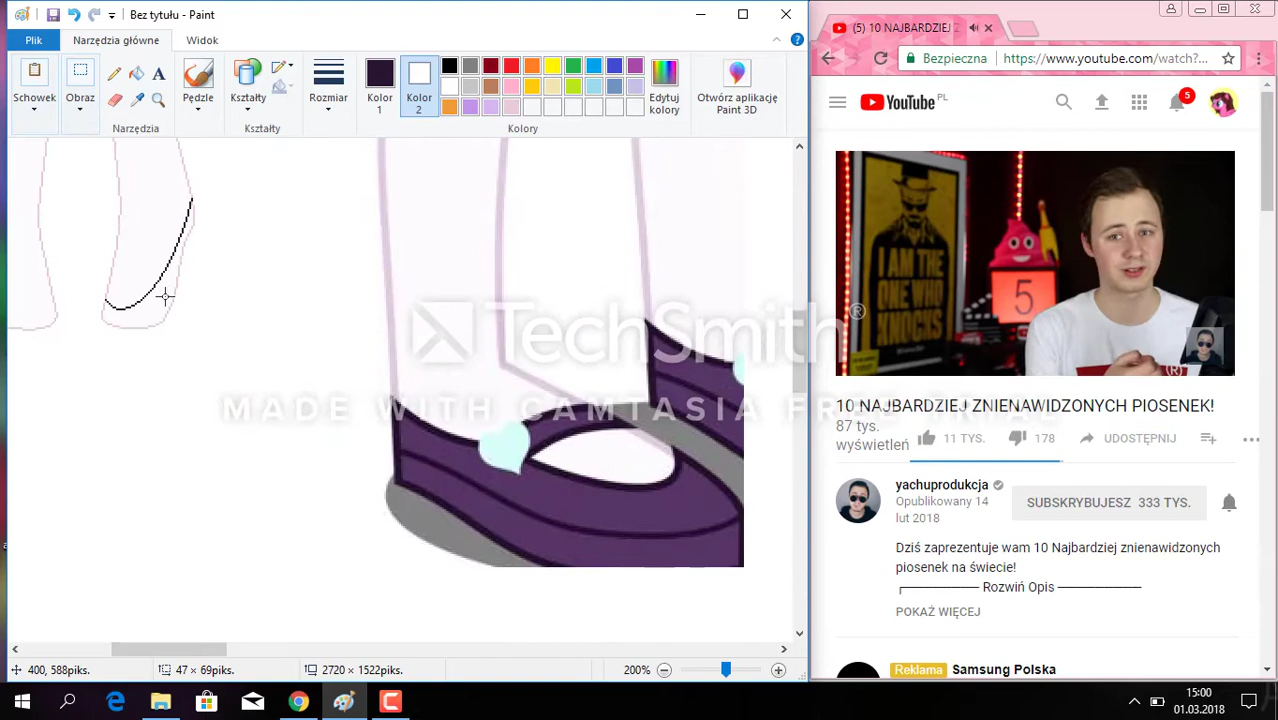 Bez tytułu - Paint
Plik Narzędzia główne Widok
Schowek
Obraz
Narzędzia
Pędzle
Kształty
Kształty
Rozmiar
Kolor 1
Kolor 2
Edytuj kolory
Otwórz aplikację Paint 3D
Kolory
TechSmith®
MADE WITH CAMTASIA FREE TRIAL
400, 588piks. 47 × 69piks. 2720 × 1522piks. 200%
(5) 10 NAJBARDZIEJ
Bezpieczna https://www.youtube.com/watch?...
YouTube PL
5
I AM THE
ONE WHO
KNOCKS
5
10 NAJBARDZIEJ ZNIENAWIDZONYCH PIOSENEK!
87 tys.
wyświetleń 11 TYS. 178 UDOSTĘPNIJ
yachuprodukcja
Opublikowany 14
lut 2018
SUBSKRYBUJESZ 333 TYS.
Dziś zaprezentuje wam 10 Najbardziej znienawidzonych
piosenek na świecie!
┌──────── Rozwiń Opis ──────────
POKAŻ WIĘCEJ
Reklama Samsung Polska
15:00
01.03.2018